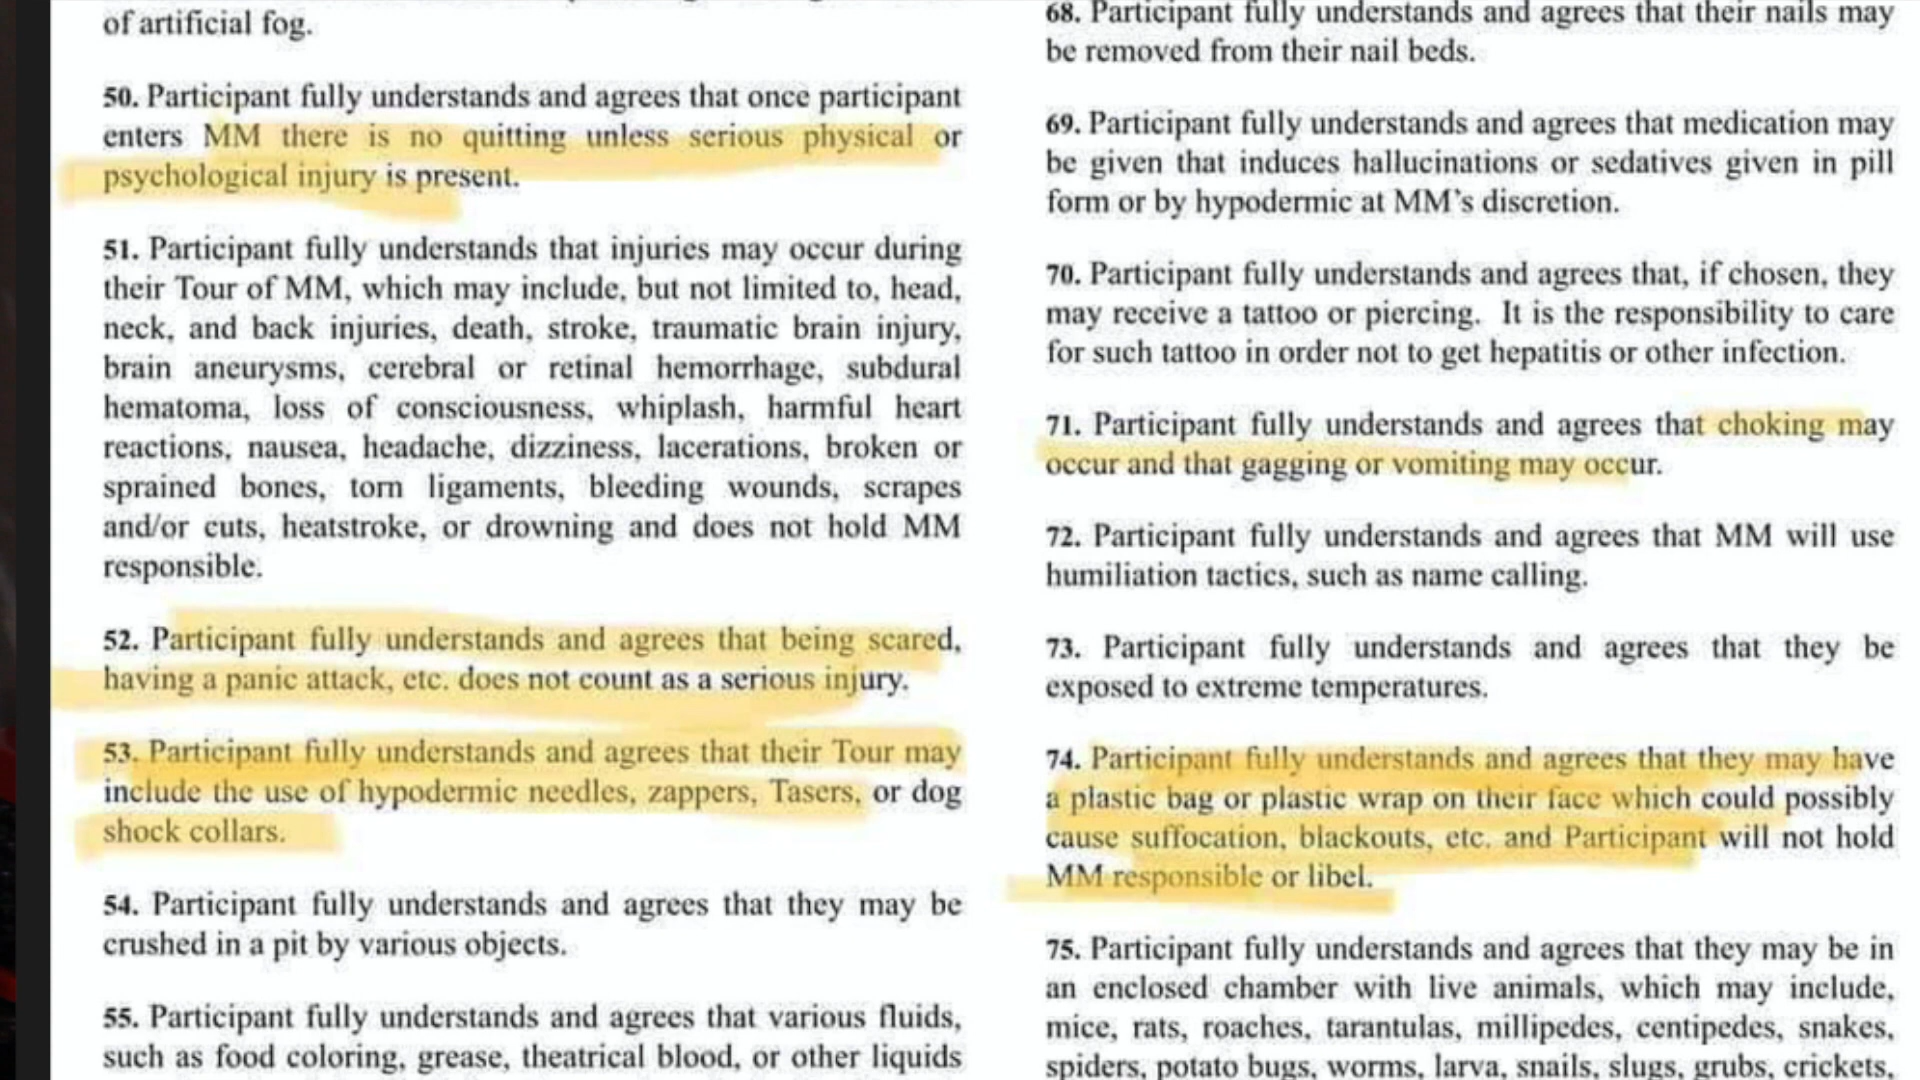 of artificial fog.
50. Participant fully understands and agrees that once participant
enters MM there is no quitting unless serious physical or
psychological injury is present.
51. Participant fully understands that injuries may occur during
their Tour of MM, which may include, but not limited to, head,
neck, and back injuries, death, stroke, traumatic brain injury,
brain aneurysms, cerebral or retinal hemorrhage, subdural
hematoma, loss of consciousness, whiplash, harmful heart
reactions, nausea, headache, dizziness, lacerations, broken or
sprained bones, torn ligaments, bleeding wounds, scrapes
and/or cuts, heatstroke, or drowning and does not hold MM
responsible.
52. Participant fully understands and agrees that being scared,
having a panic attack, etc. does not count as a serious injury.
53. Participant fully understands and agrees that their Tour may
include the use of hypodermic needles, zappers, Tasers, or dog
shock collars.
54. Participant fully understands and agrees that they may be
crushed in a pit by various objects.
55. Participant fully understands and agrees that various fluids,
such as food coloring, grease, theatrical blood, or other liquids
68. Participant fully understands and agrees that their nails may
be removed from their nail beds.
69. Participant fully understands and agrees that medication may
be given that induces hallucinations or sedatives given in pill
form or by hypodermic at MM's discretion.
70. Participant fully understands and agrees that, if chosen, they
may receive a tattoo or piercing. It is the responsibility to care
for such tattoo in order not to get hepatitis or other infection.
71. Participant fully understands and agrees that choking may
occur and that gagging or vomiting may occur.
72. Participant fully understands and agrees that MM will use
humiliation tactics, such as name calling.
73. Participant fully understands and agrees that they be
exposed to extreme temperatures.
74. Participant fully understands and agrees that they may have
a plastic bag or plastic wrap on their face which could possibly
cause suffocation, blackouts, etc. and Participant will not hold
MM responsible or libel.
75. Participant fully understands and agrees that they may be in
an enclosed chamber with live animals, which may include,
mice, rats, roaches, tarantulas, millipedes, centipedes, snakes,
spiders, potato bugs, worms, larva, snails, slugs, grubs, crickets,